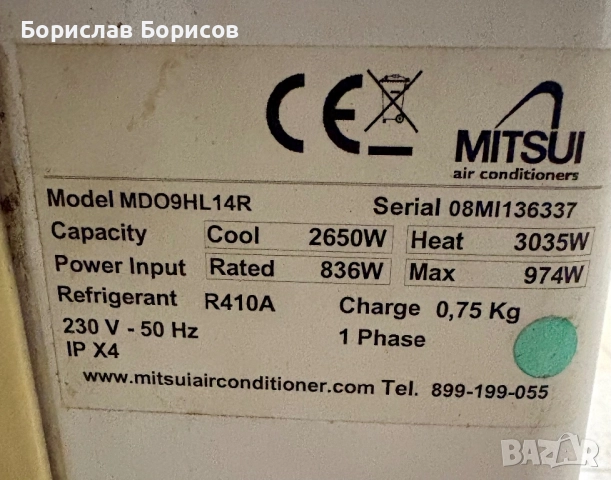 Борислав Борисов
CE
MITSUI
air conditioners
Model MDO9HL14R Serial 08MI136337
Capacity Cool 2650W Heat 3035W
Power Input Rated 836W Max 974W
Refrigerant R410A Charge 0,75 Kg
230 V - 50 Hz 1 Phase
IP X4
www.mitsuiairconditioner.com Tel. 899-199-055
BAZAR